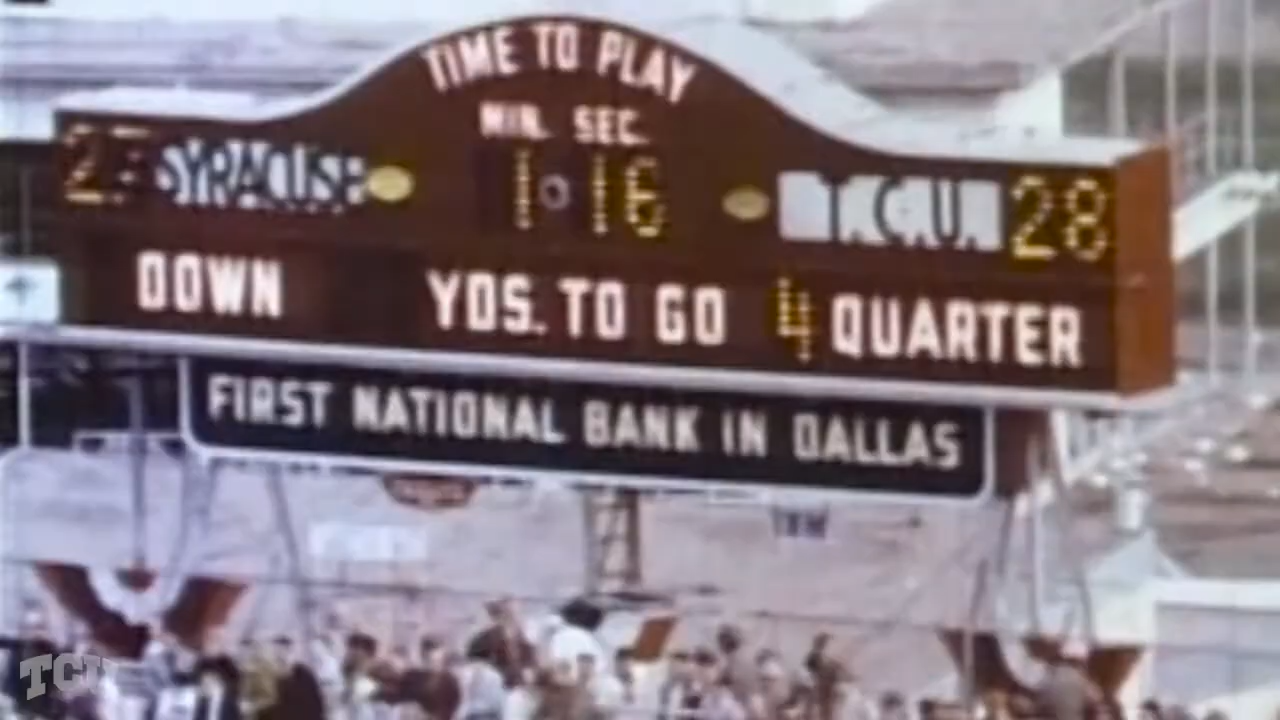 TIME TO PLAY
MIN. SEC.
27 SYRACUSE 1 16 T.C.U. 28
DOWN YDS. TO GO 4 QUARTER
FIRST NATIONAL BANK IN DALLAS
TCU